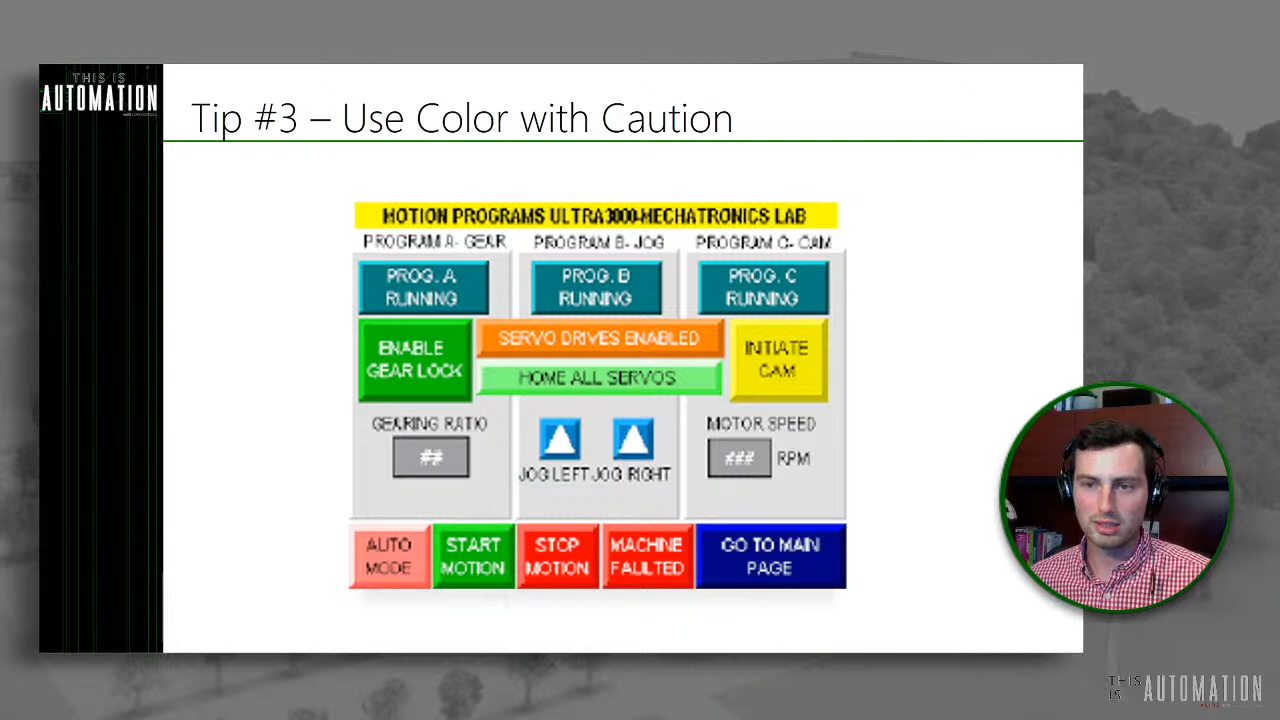 THIS IS
AUTOMATION
Tip #3 – Use Color with Caution
MOTION PROGRAMS ULTRA3000-MECHATRONICS LAB
PROGRAM A- GEAR
PROGRAM B- JOG
PROGRAM C- CAM
PROG. A
RUNNING
PROG. B
RUNNING
PROG. C
RUNNING
ENABLE
GEAR LOCK
SERVO DRIVES ENABLED
HOME ALL SERVOS
INITIATE
CAM
GEARING RATIO
##
JOG LEFT
JOG RIGHT
MOTOR SPEED
###
RPM
AUTO
MODE
START
MOTION
STOP
MOTION
MACHINE
FAULTED
GO TO MAIN
PAGE
THIS
IS
AUTOMATION